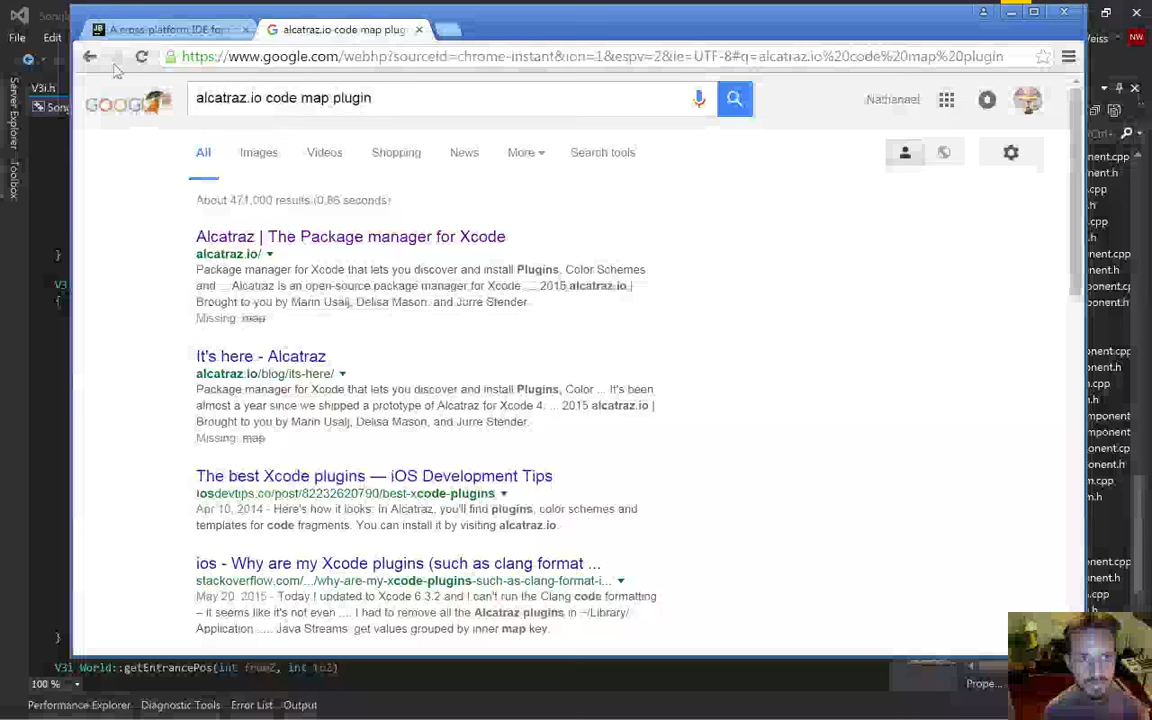 A cross-platform IDE for
alcatraz.io code map plug
File Edit
https://www.google.com/webhp?sourceid=chrome-instant&ion=1&espv=2&ie=UTF-8#q=alcatraz.io%20code%20map%20plugin
V3i.h
Song
Server Explorer
Toolbox
Google
alcatraz.io code map plugin
Nathanael
All Images Videos Shopping News More Search tools
About 471,000 results (0.86 seconds)
Alcatraz | The Package manager for Xcode
alcatraz.io/
Package manager for Xcode that lets you discover and install Plugins, Color Schemes
and ... Alcatraz is an open-source package manager for Xcode ... 2015 alcatraz.io |
Brought to you by Marin Usalj, Delisa Mason, and Jurre Stender.
Missing: map
It's here - Alcatraz
alcatraz.io/blog/its-here/
Package manager for Xcode that lets you discover and install Plugins, Color ... It's been
almost a year since we shipped a prototype of Alcatraz for Xcode 4. ... 2015 alcatraz.io |
Brought to you by Marin Usalj, Delisa Mason, and Jurre Stender.
Missing: map
The best Xcode plugins — iOS Development Tips
iosdevtips.co/post/82232620790/best-xcode-plugins
Apr 10, 2014 - Here's how it looks: In Alcatraz, you'll find plugins, color schemes and
templates for code fragments. You can install it by visiting alcatraz.io.
ios - Why are my Xcode plugins (such as clang format ...
stackoverflow.com/.../why-are-my-xcode-plugins-such-as-clang-format-i...
May 20, 2015 - Today I updated to Xcode 6.3.2 and I can't run the Clang code formatting
– it seems like it's not even .... I had to remove all the Alcatraz plugins in ~/Library/
Application ..... Java Streams get values grouped by inner map key.
}
V3
{
}
V3i World::getEntrancePos(int fromZ, int toZ)
100 %
Prope...
Performance Explorer Diagnostic Tools Error List Output
eiss
NW
Ctrl+